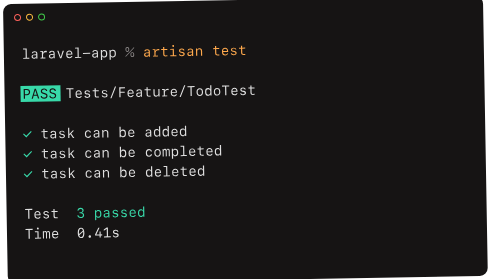 laravel-app % artisan test
PASS Tests/Feature/TodoTest
✓ task can be added
✓ task can be completed
✓ task can be deleted
Test 3 passed
Time 0.41s